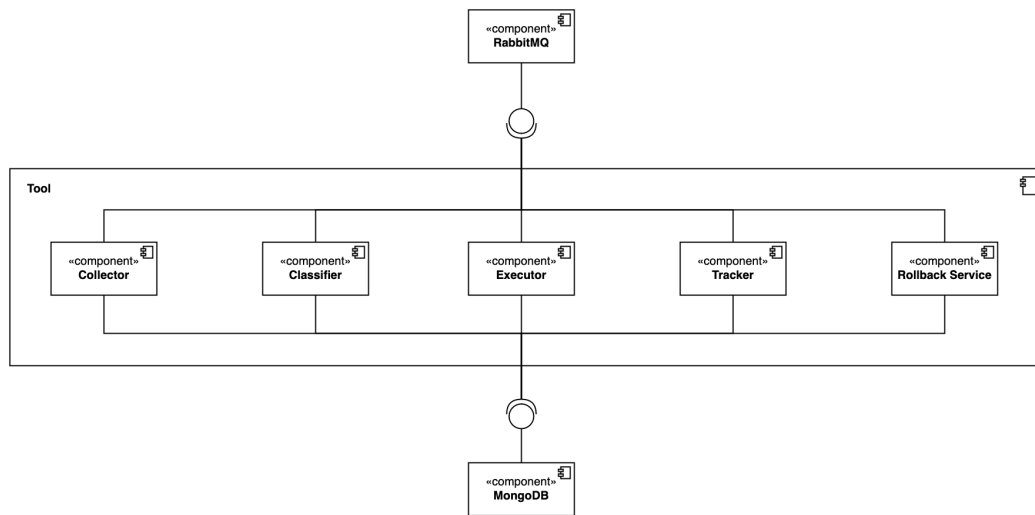 «component»
RabbitMQ
Tool
«component»
Collector
«component»
Classifier
«component»
Executor
«component»
Tracker
«component»
Rollback Service
«component»
MongoDB